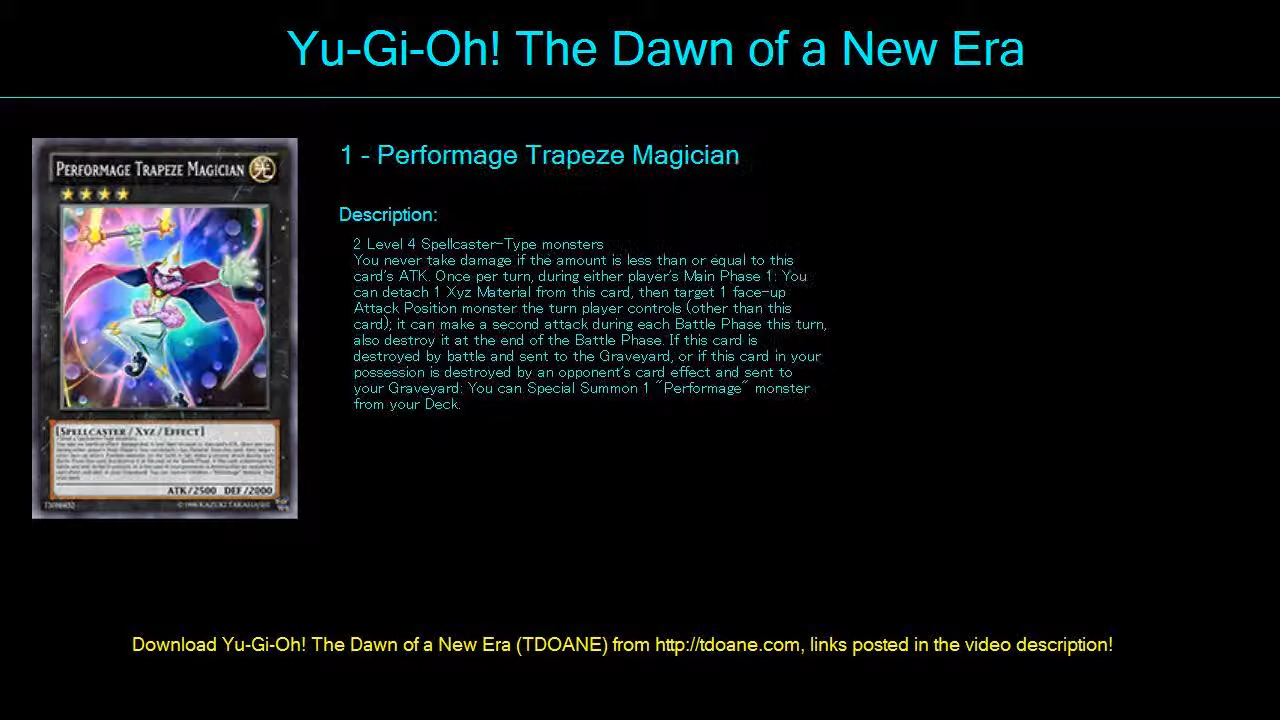 Yu-Gi-Oh! The Dawn of a New Era
PERFORMAGE TRAPEZE MAGICIAN
1 - Performage Trapeze Magician
Description:
2 Level 4 Spellcaster-Type monsters
You never take damage if the amount is less than or equal to this
card's ATK. Once per turn, during either player's Main Phase 1: You
can detach 1 Xyz Material from this card, then target 1 face-up
Attack Position monster the turn player controls (other than this
card); it can make a second attack during each Battle Phase this turn,
also destroy it at the end of the Battle Phase. If this card is
destroyed by battle and sent to the Graveyard, or if this card in your
possession is destroyed by an opponent's card effect and sent to
your Graveyard: You can Special Summon 1 "Performage" monster
from your Deck.
[SPELLCASTER / XYZ / EFFECT]
ATK/2500 DEF/2000
Download Yu-Gi-Oh! The Dawn of a New Era (TDOANE) from http://tdoane.com, links posted in the video description!